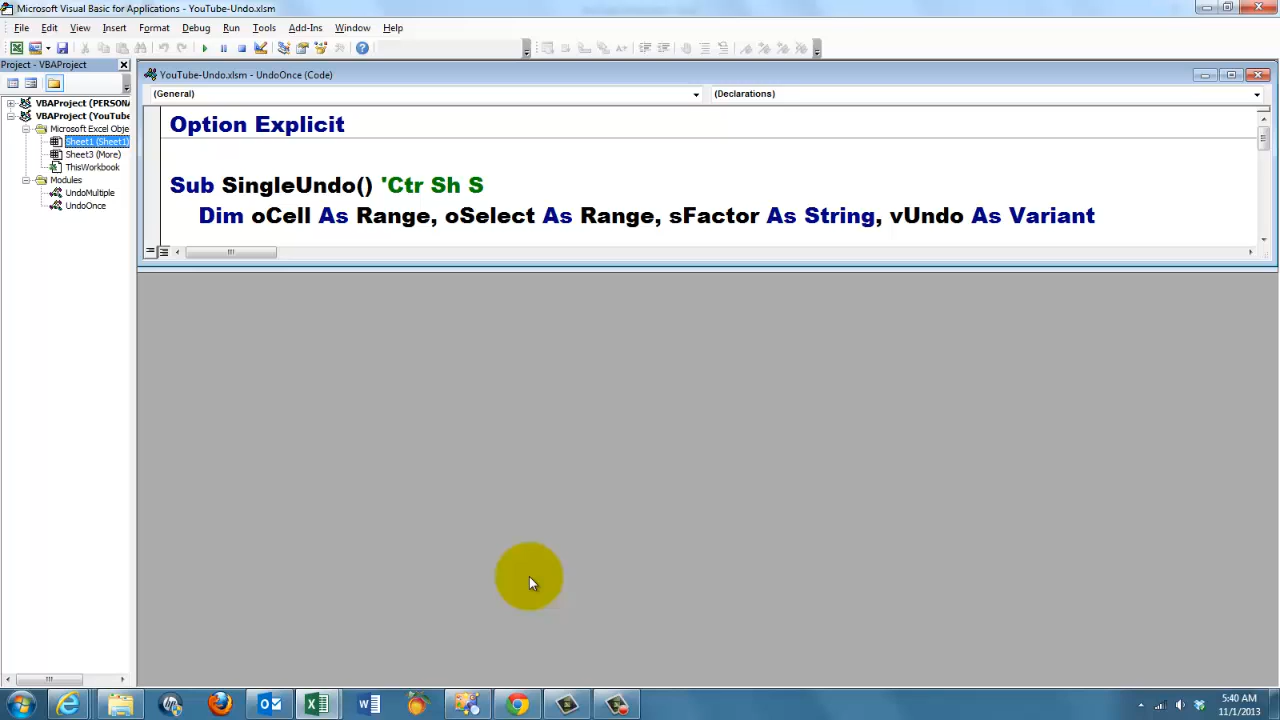 Microsoft Visual Basic for Applications - YouTube-Undo.xlsm
File Edit View Insert Format Debug Run Tools Add-Ins Window Help
Project - VBAProject
VBAProject (PERSONA
VBAProject (YouTube
Microsoft Excel Obje
Sheet1 (Sheet1)
Sheet3 (More)
ThisWorkbook
Modules
UndoMultiple
UndoOnce
YouTube-Undo.xlsm - UndoOnce (Code)
(General) (Declarations)
Option Explicit
Sub SingleUndo() 'Ctr Sh S
Dim oCell As Range, oSelect As Range, sFactor As String, vUndo As Variant
5:40 AM
11/1/2013